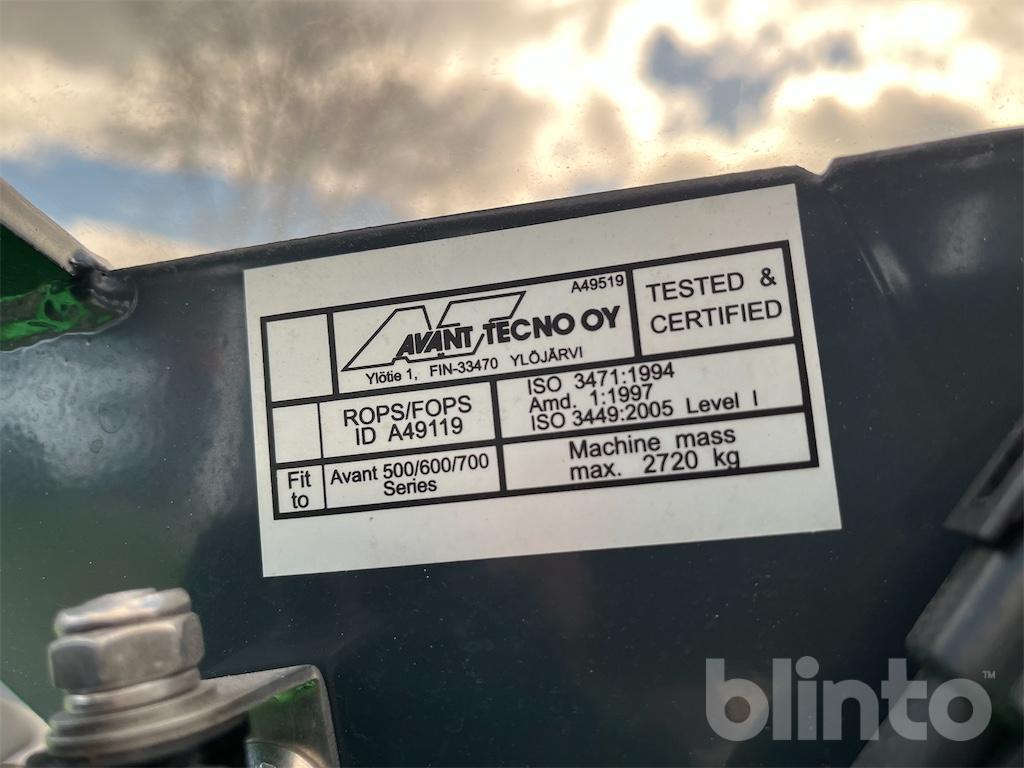 A49519
AVANT TECNO OY
Ylötie 1, FIN-33470 YLÖJÄRVI
TESTED &
CERTIFIED
ROPS/FOPS
ID A49119
ISO 3471:1994
Amd. 1:1997
ISO 3449:2005 Level I
Fit
to
Avant 500/600/700
Series
Machine mass
max. 2720 kg
blinto™